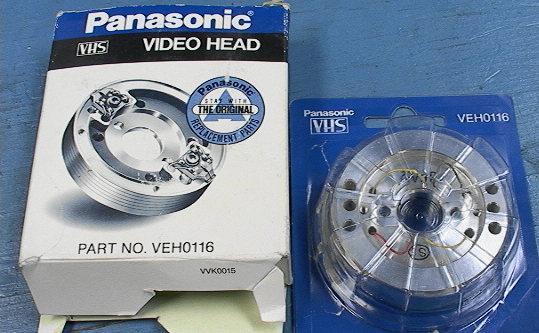 Panasonic
VHS
VIDEO HEAD
Panasonic
STAY WITH
THE ORIGINAL
REPLACEMENT PARTS
PART NO. VEH0116
VVK0015
Panasonic
VHS
VEH0116